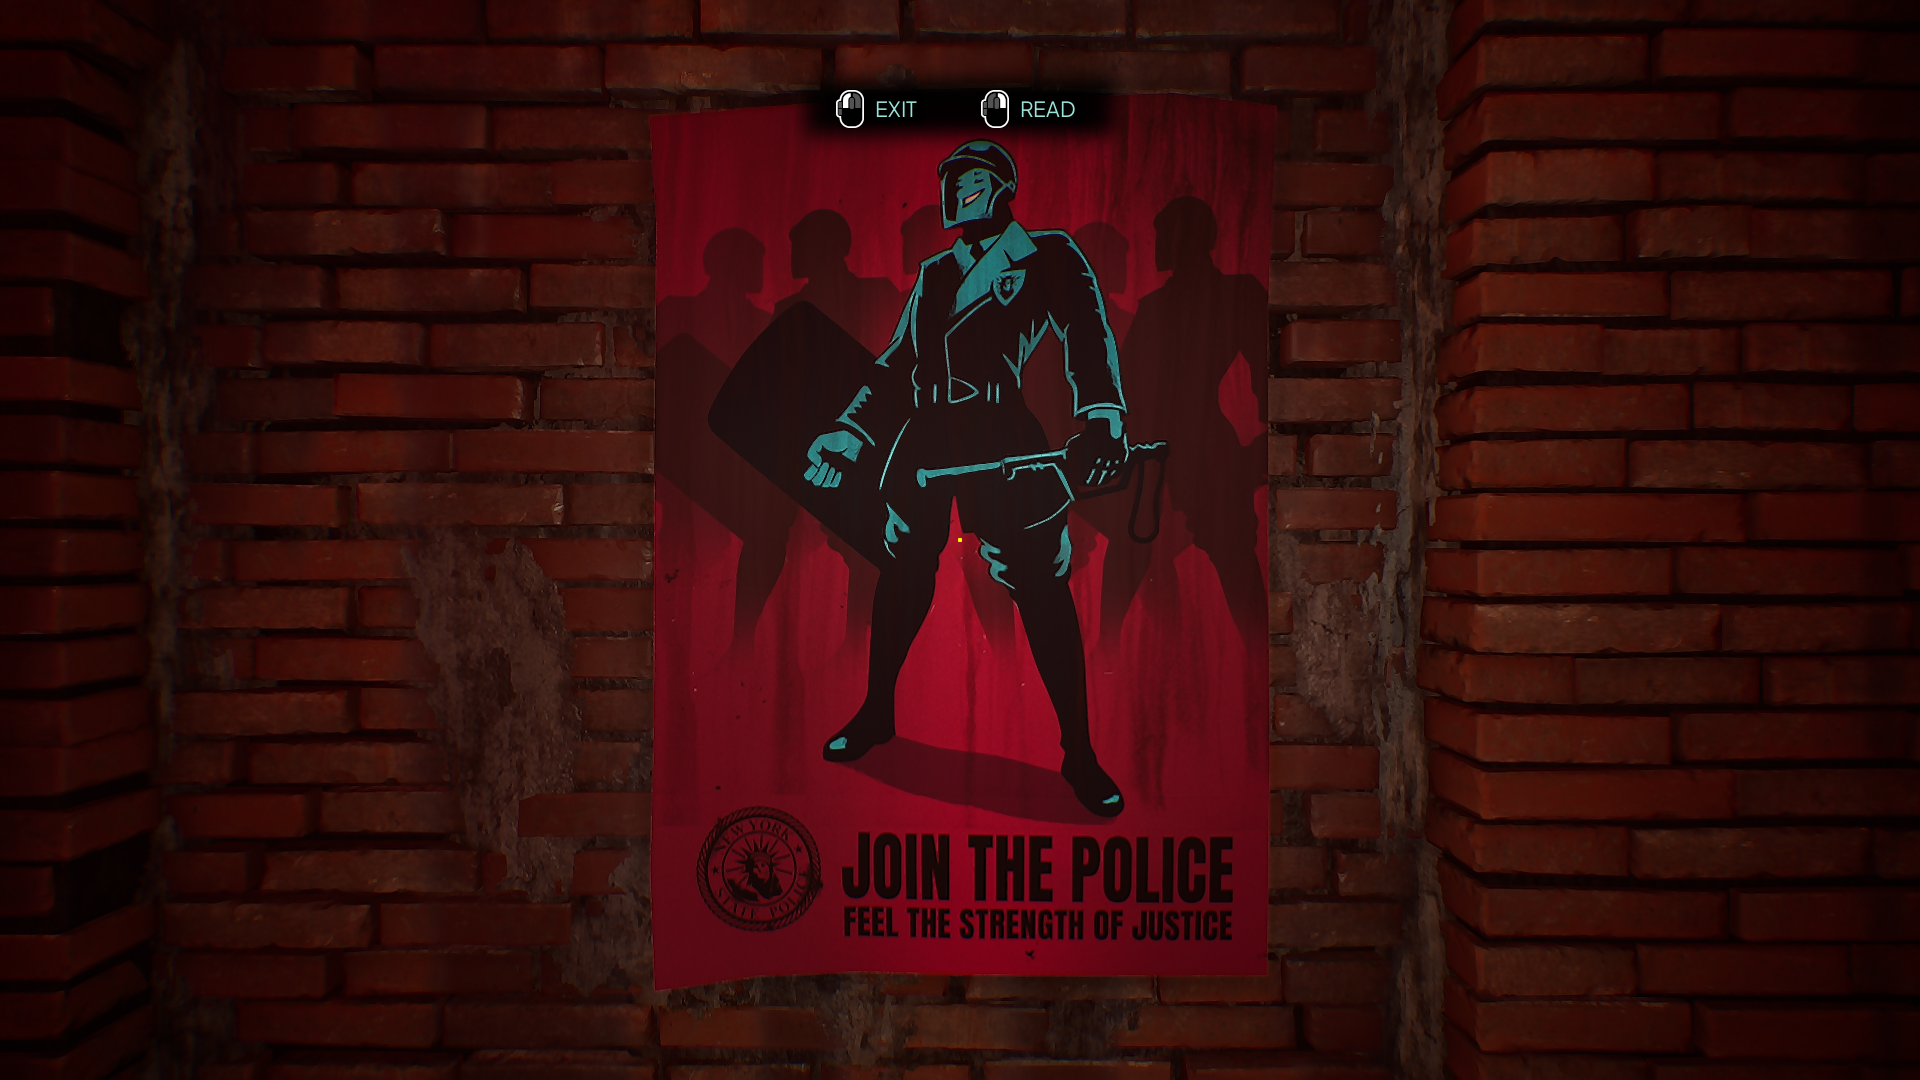 EXIT
READ
NEW YORK
STATE POLICE
JOIN THE POLICE
FEEL THE STRENGTH OF JUSTICE